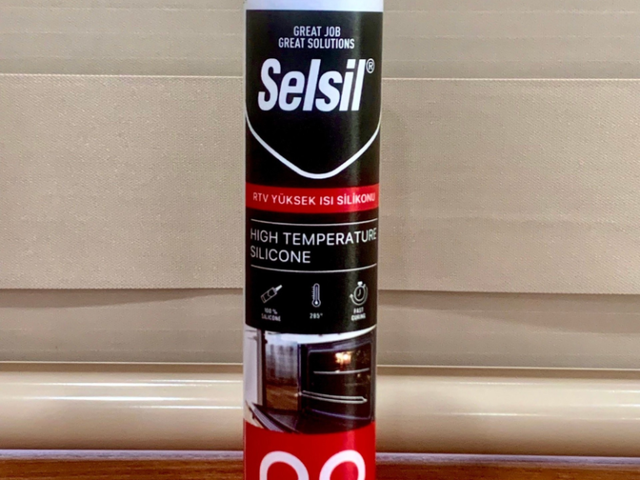 GREAT JOB
GREAT SOLUTIONS
Selsil®
RTV YÜKSEK ISI SİLİKONU
HIGH TEMPERATURE
SILICONE
100%
SILICONE
285°
FAST
CURING